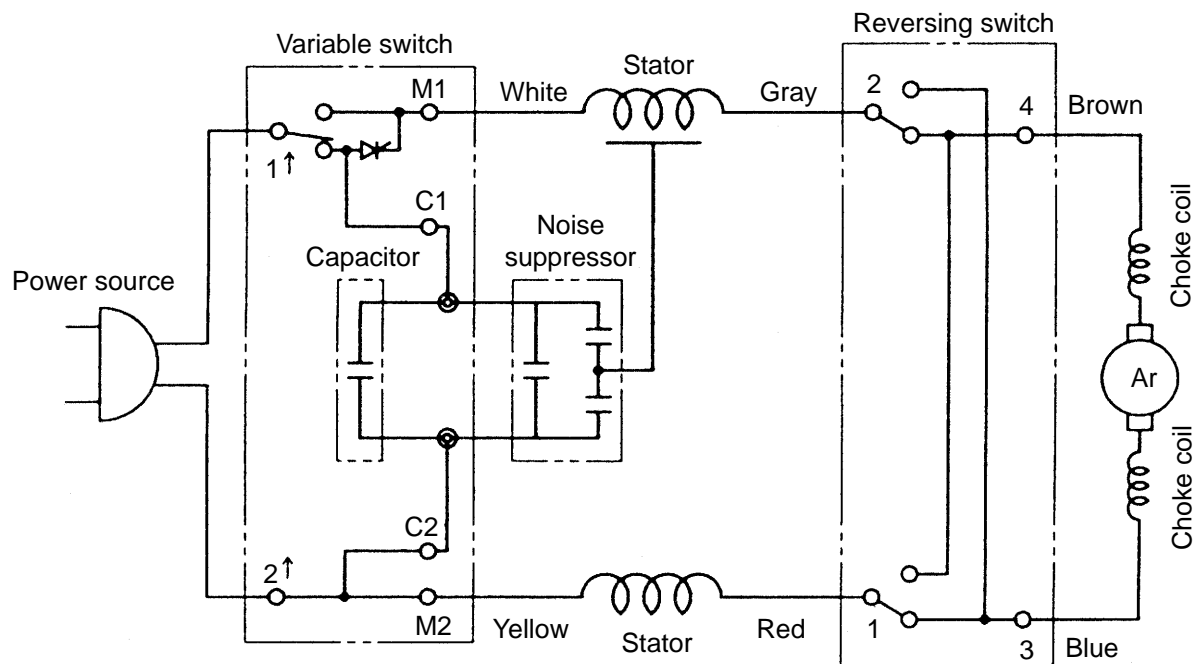 Reversing switch
Variable switch
Stator
M1
White
Gray
2
4
Brown
1↑
C1
Noise
suppressor
Capacitor
Choke coil
Power source
Ar
Choke coil
C2
2↑
M2
Yellow
Stator
Red
1
3
Blue